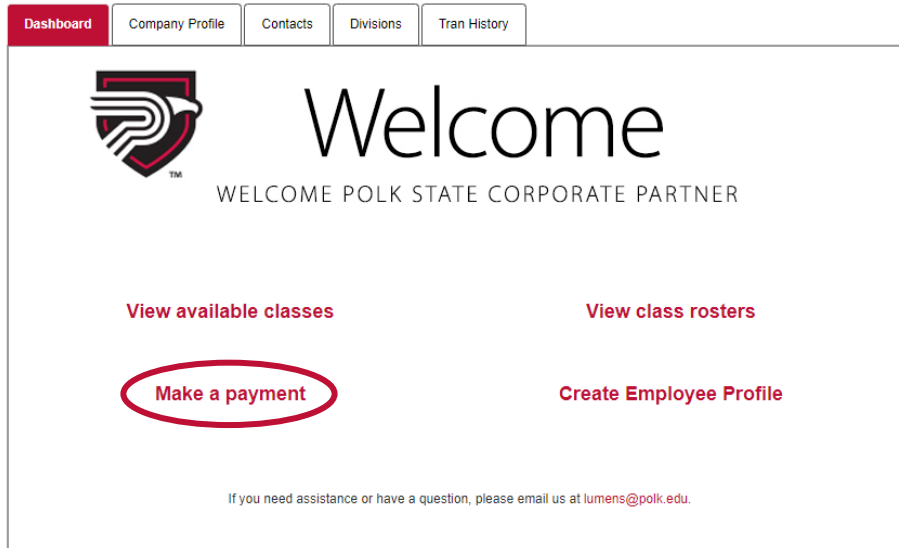 Dashboard Company Profile Contacts Divisions Tran History
TM
Welcome
WELCOME POLK STATE CORPORATE PARTNER
View available classes View class rosters
Make a payment Create Employee Profile
If you need assistance or have a question, please email us at lumens@polk.edu.